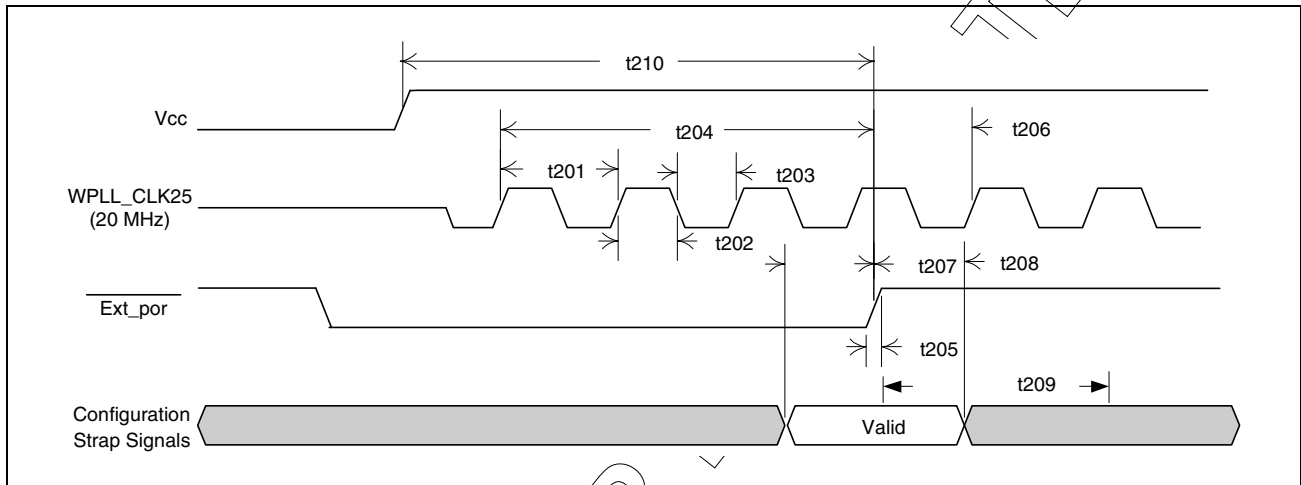 t210
Vcc
t204
t206
t201
t203
WPLL_CLK25
(20 MHz)
t202
t207
t208
Ext_por
t205
t209
Configuration
Strap Signals
Valid